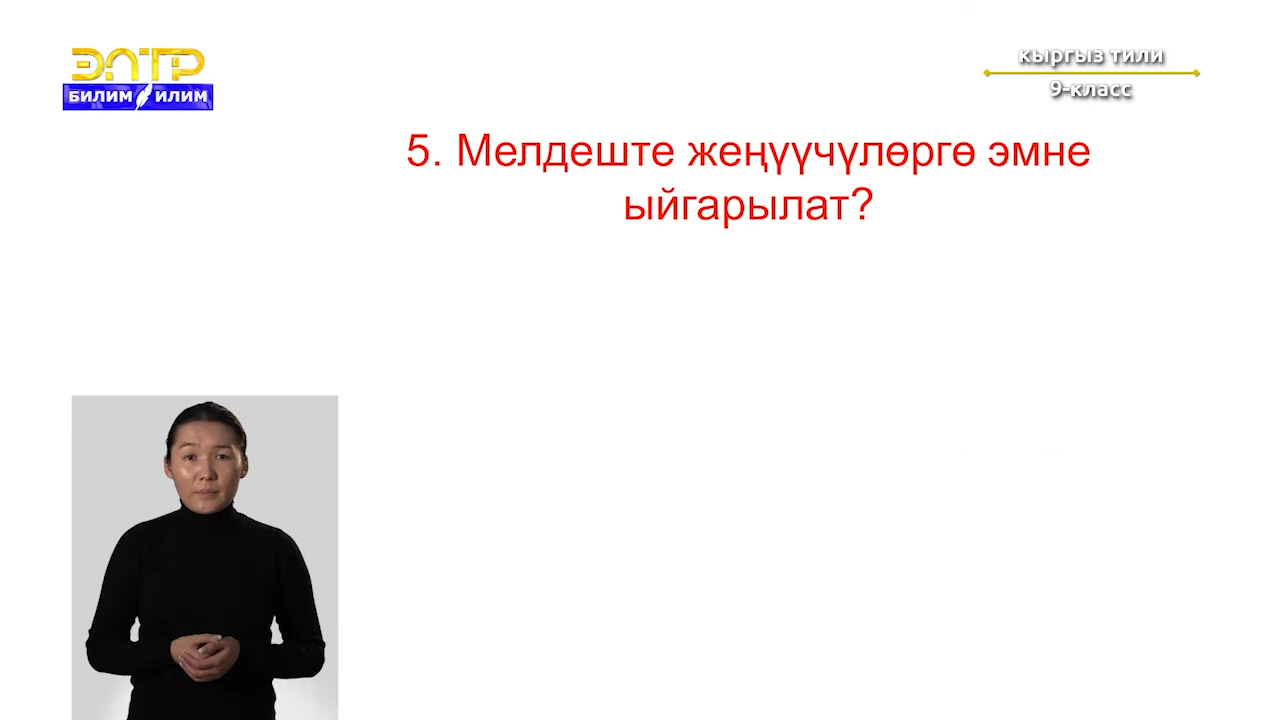 ЭЛТР
БИЛИМ ИЛИМ
кыргыз тили
9-класс
5. Мелдеште жеңүүчүлөргө эмне
ыйгарылат?